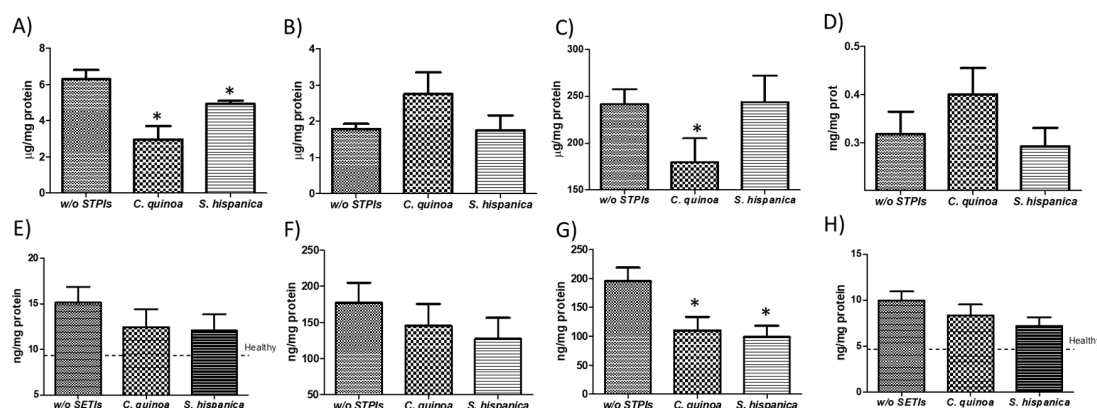 A)
μg/mg protein
8
6
4
2
0
*
*
w/o STPIs C. quinoa S. hispanica
B)
μg/mg protein
4
3
2
1
0
w/o STPIs C. quinoa S. hispanica
C)
μg/mg protein
300
250
200
150
*
w/o STPIs C. quinoa S. hispanica
D)
mg/mg prot
0.5
0.4
0.3
w/o STPIs C. quinoa S. hispanica
E)
ng/mg protein
20
15
10
5
Healthy
w/o SETIs C. quinoa S. hispanica
F)
ng/mg protein
250
200
150
100
50
w/o STPIs C. quinoa S. hispanica
G)
ng/mg protein
250
200
150
100
50
0
*
*
w/o STPIs C. quinoa S. hispanica
H)
ng/mg protein
15
10
5
0
Healthy
w/o SETIs C. quinoa S. hispanica